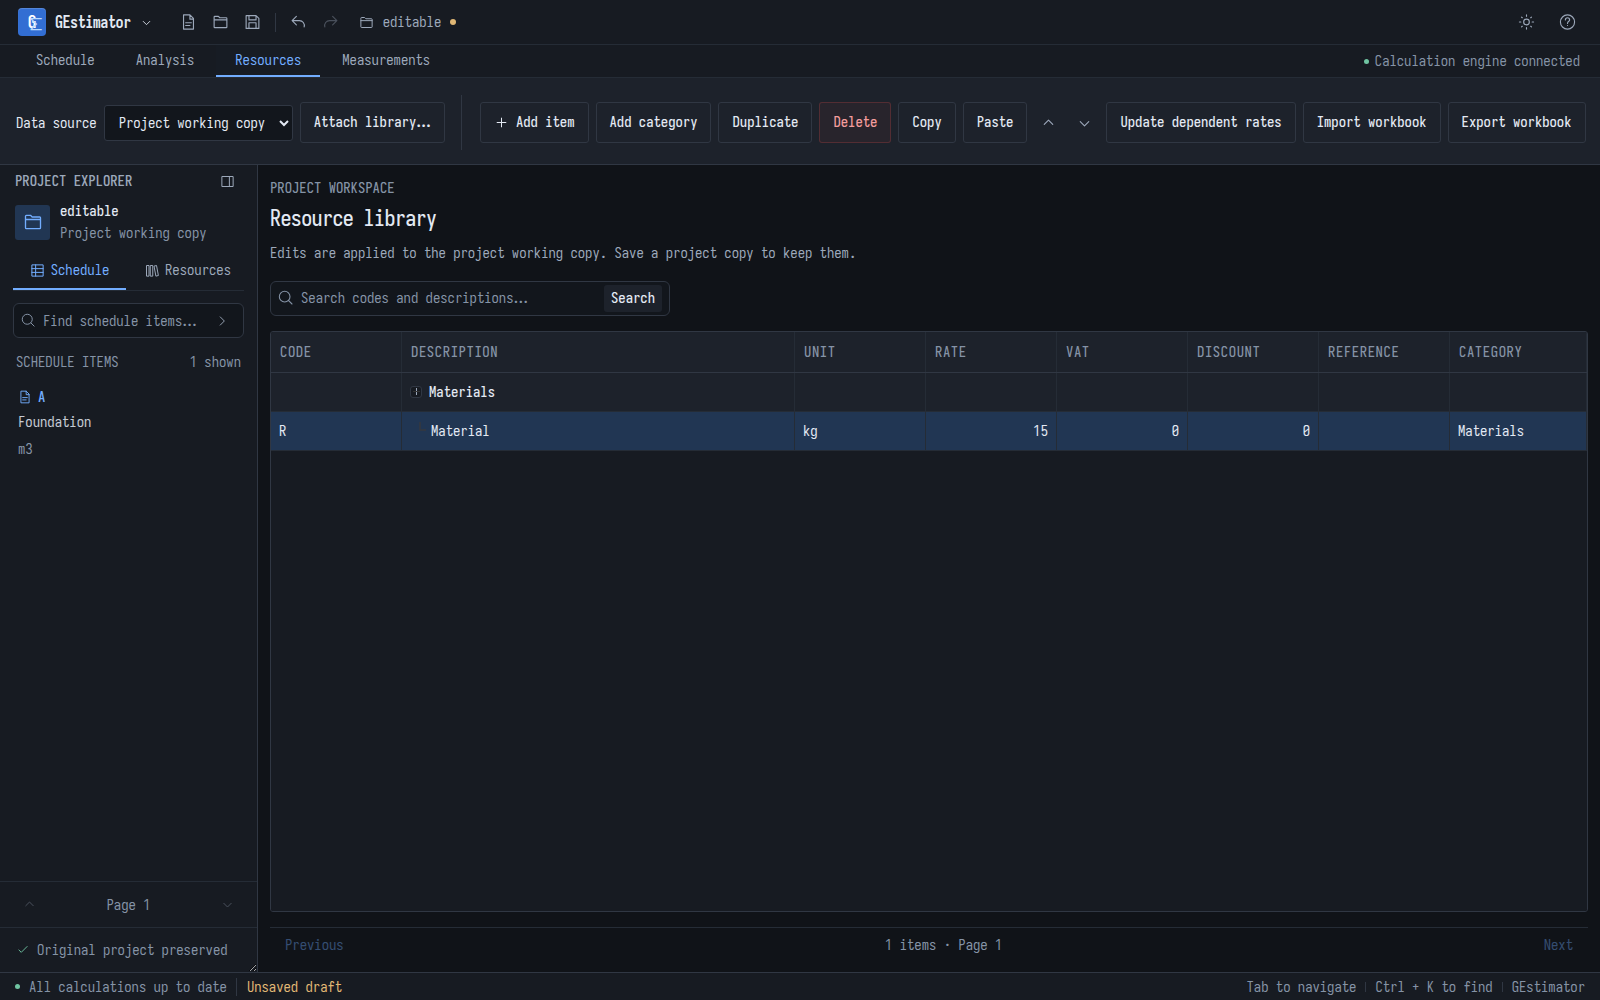 GEstimator
editable
Schedule Analysis Resources Measurements
Calculation engine connected
Data source Project working copy Attach library... Add item Add category Duplicate Delete Copy Paste Update dependent rates Import workbook Export workbook
PROJECT EXPLORER
editable
Project working copy
Schedule Resources
Find schedule items...
SCHEDULE ITEMS 1 shown
A
Foundation
m3
Page 1
Original project preserved
PROJECT WORKSPACE
Resource library
Edits are applied to the project working copy. Save a project copy to keep them.
Search codes and descriptions... Search
CODE DESCRIPTION UNIT RATE VAT DISCOUNT REFERENCE CATEGORY
Materials
R Material kg 15 0 0 Materials
Previous 1 items · Page 1 Next
All calculations up to date Unsaved draft Tab to navigate Ctrl + K to find GEstimator